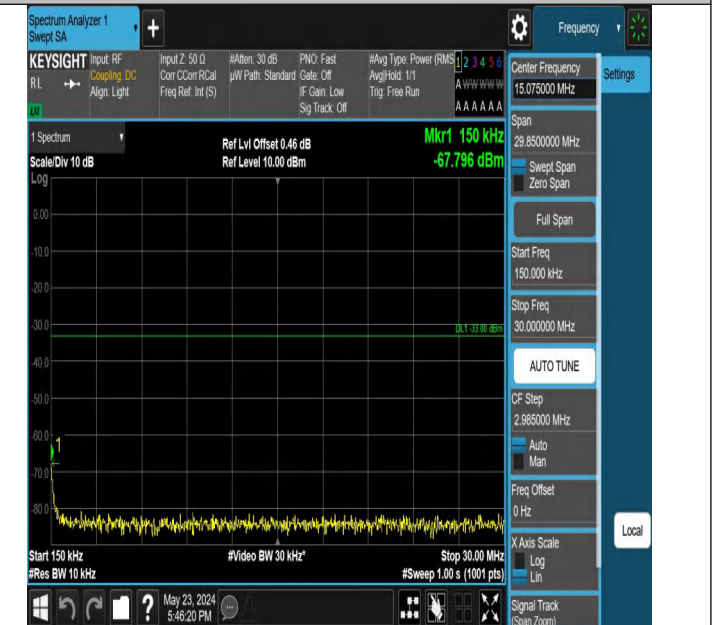 Spectrum Analyzer 1
Swept SA
+
Frequency
KEYSIGHT
RL
Input: RF
Coupling: DC
Align: Light
Input Z: 50 Ω
Corr CCorr RCal
Freq Ref: Int (S)
#Atten: 30 dB
µW Path: Standard
PNO: Fast
Gate: Off
IF Gain: Low
Sig Track: Off
#Avg Type: Power (RMS
Avg|Hold: 1/1
Trig: Free Run
1 2 3 4 5 6
A W W W W W
A A A A A A
1 Spectrum
Scale/Div 10 dB
Log
Ref Lvl Offset 0.46 dB
Ref Level 10.00 dBm
Mkr1 150 kHz
-67.796 dBm
0.00
-10.0
-20.0
-30.0
DL1 -33.00 dBm
-40.0
-50.0
-60.0
1
-70.0
-80.0
Start 150 kHz
#Video BW 30 kHz*
Stop 30.00 MHz
#Res BW 10 kHz
#Sweep 1.00 s (1001 pts)
Center Frequency
15.075000 MHz
Settings
Span
29.8500000 MHz
Swept Span
Zero Span
Full Span
Start Freq
150.000 kHz
Stop Freq
30.000000 MHz
AUTO TUNE
CF Step
2.985000 MHz
Auto
Man
Freq Offset
0 Hz
X Axis Scale
Log
Lin
Local
Signal Track
(Span Zoom)
?
May 23, 2024
5:46:20 PM